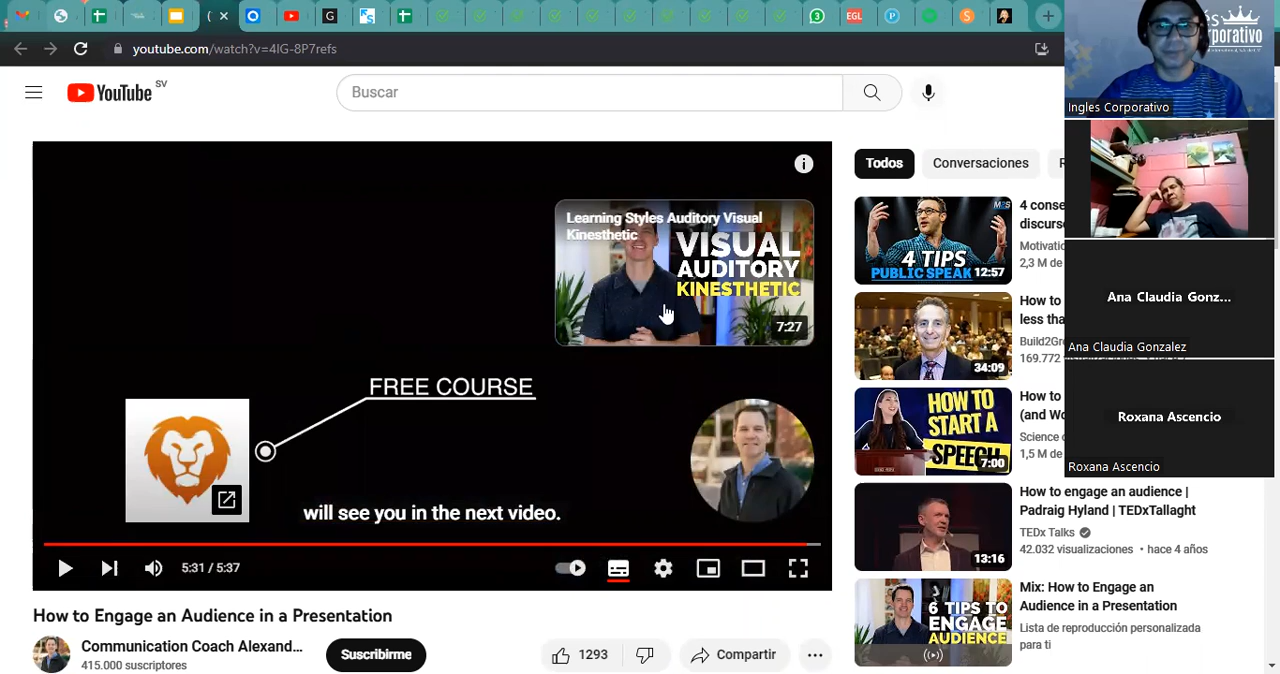 youtube.com/watch?v=4IG-8P7refs
YouTube SV
Buscar
Learning Styles Auditory Visual
Kinesthetic
VISUAL
AUDITORY
KINESTHETIC
7:27
FREE COURSE
will see you in the next video.
5:31 / 5:37
How to Engage an Audience in a Presentation
Communication Coach Alexand...
415.000 suscriptores
Suscribirme
1293
Compartir
Todos
Conversaciones
4 conse
discurs
4 TIPS
PUBLIC SPEAK
12:57
Motivatio
2,3 M de
How to
less tha
Build2Gr
169.772
34:09
How to
(and Wo
HOW TO
START A
SPEECH
7:00
Science o
1,5 M de
How to engage an audience |
Padraig Hyland | TEDxTallaght
TEDx Talks
42.032 visualizaciones • hace 4 años
13:16
Mix: How to Engage an
Audience in a Presentation
Lista de reproducción personalizada
para ti
6 TIPS TO
ENGAGE
AUDIENCE
Corporativo
Ingles Corporativo
Ana Claudia Gonz...
Ana Claudia Gonzalez
Roxana Ascencio
Roxana Ascencio
EGL